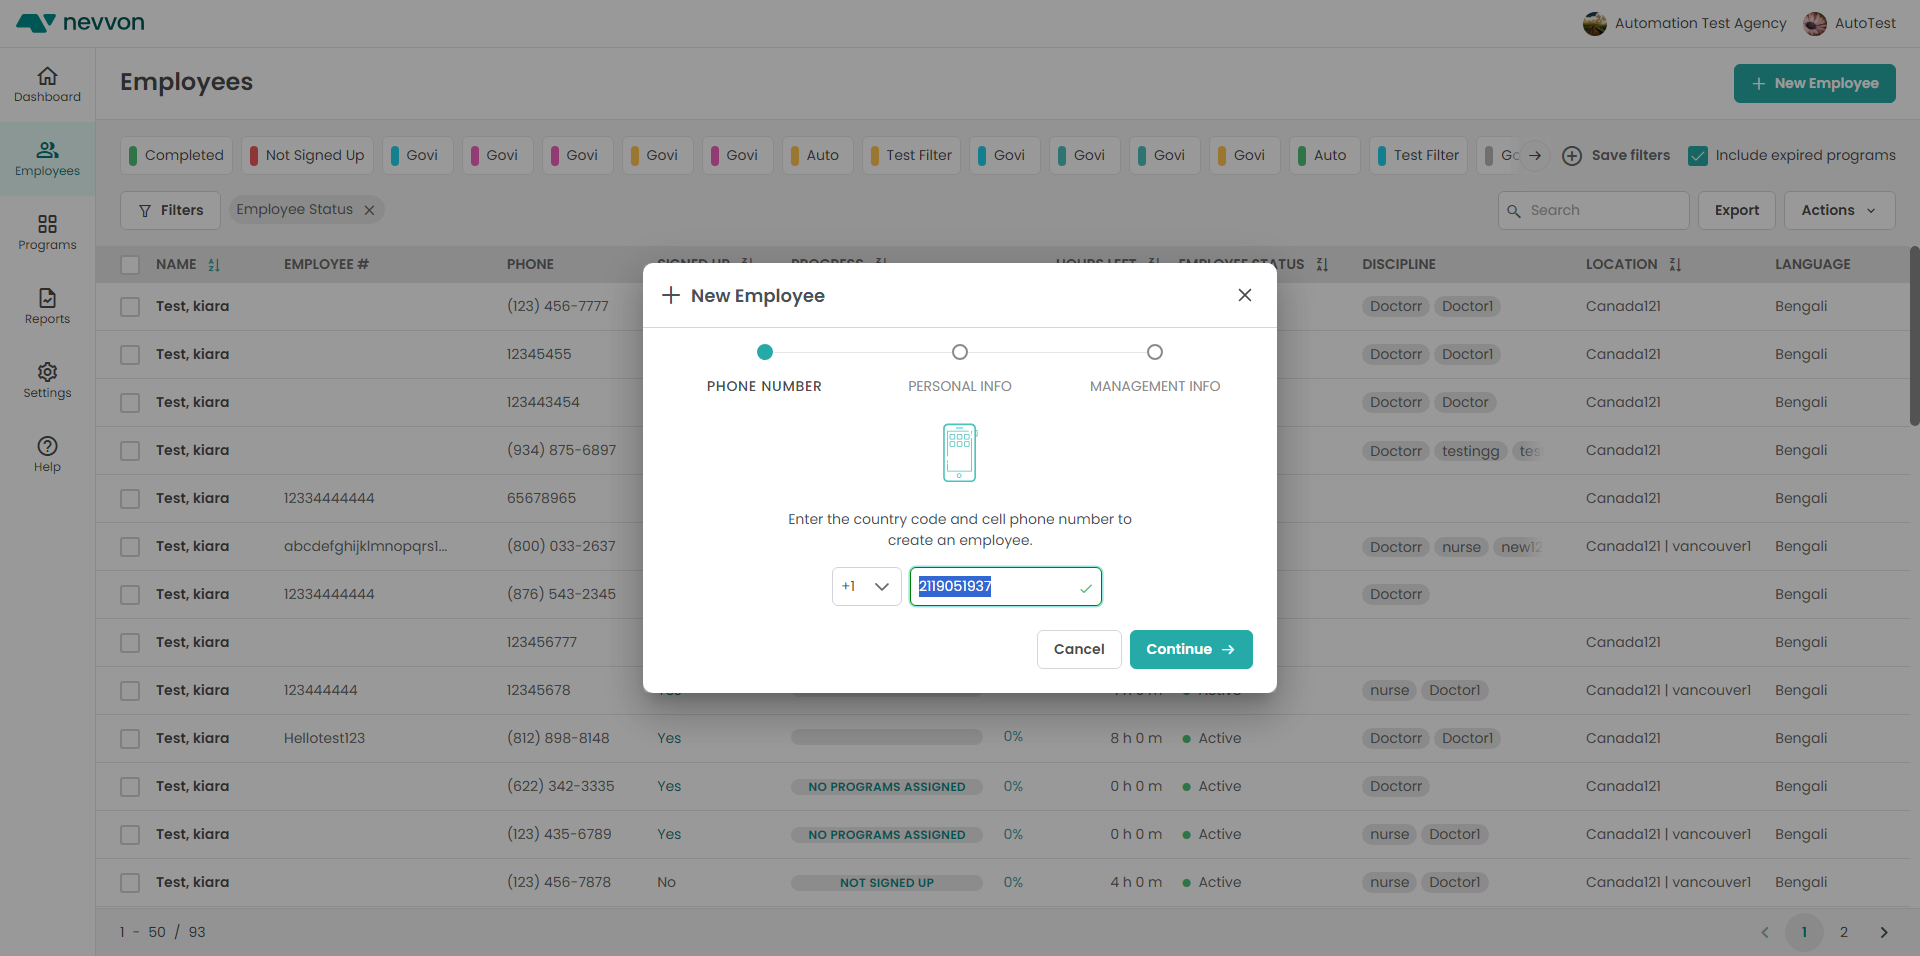 nevvon
Automation Test Agency AutoTest
Dashboard
Employees
Programs
Reports
Settings
Help
Employees
New Employee
Completed Not Signed Up Govi Govi Govi Govi Govi Auto Test Filter Govi Govi Govi Govi Auto Test Filter Save filters Include expired programs
Filters Employee Status Search Export Actions
NAME EMPLOYEE # PHONE SIGNED UP PROGRESS HOURS LEFT EMPLOYEE STATUS DISCIPLINE LOCATION LANGUAGE
Test, kiara (123) 456-7777 Doctorr Doctor1 Canada121 Bengali
Test, kiara 12345455 Doctorr Doctor1 Canada121 Bengali
Test, kiara 123443454 Doctorr Doctor Canada121 Bengali
Test, kiara (934) 875-6897 Doctorr testingg Canada121 Bengali
Test, kiara 12334444444 65678965 Canada121 Bengali
Test, kiara abcdefghijklmnopqrs1... (800) 033-2637 Doctorr nurse Canada121 | vancouver1 Bengali
Test, kiara 12334444444 (876) 543-2345 Doctorr Bengali
Test, kiara 123456777 Canada121 Bengali
Test, kiara 123444444 12345678 Yes Active nurse Doctor1 Canada121 | vancouver1 Bengali
Test, kiara Hellotest123 (812) 898-8148 Yes 0% 8 h 0 m Active Doctorr Doctor1 Canada121 Bengali
Test, kiara (622) 342-3335 Yes NO PROGRAMS ASSIGNED 0% 0 h 0 m Active Doctorr Canada121 Bengali
Test, kiara (123) 435-6789 Yes NO PROGRAMS ASSIGNED 0% 0 h 0 m Active nurse Doctor1 Canada121 | vancouver1 Bengali
Test, kiara (123) 456-7878 No NOT SIGNED UP 0% 4 h 0 m Active nurse Doctor1 Canada121 | vancouver1 Bengali
1 - 50 / 93
1 2
New Employee
PHONE NUMBER PERSONAL INFO MANAGEMENT INFO
Enter the country code and cell phone number to
create an employee.
+1 2119051937
Cancel Continue